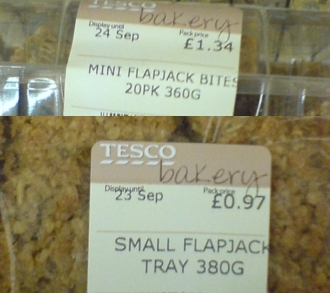 TESCO
bakery
Display until Pack price
24 Sep £1.34
MINI FLAPJACK BITES
20PK 360G
TESCO
bakery
Display until Pack price
23 Sep £0.97
SMALL FLAPJACK
TRAY 380G